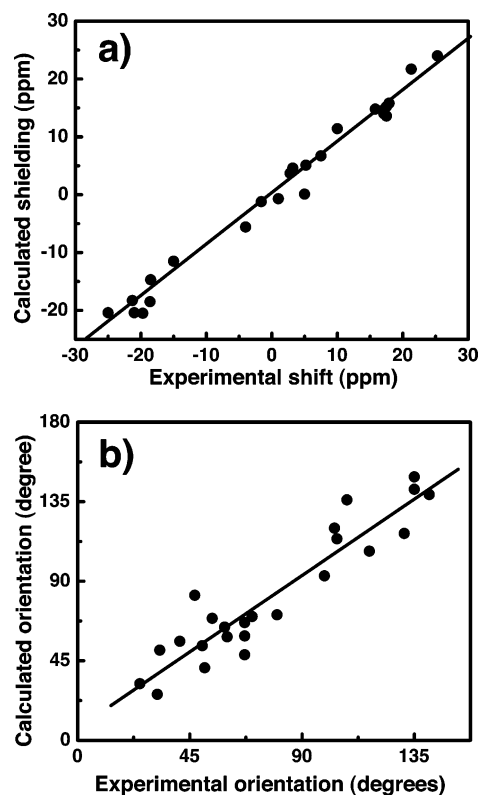 a)
30
20
10
0
-10
-20
Calculated shielding (ppm)
-30 -20 -10 0 10 20 30
Experimental shift (ppm)
b)
180
135
90
45
0
Calculated orientation (degree)
0 45 90 135
Experimental orientation (degrees)